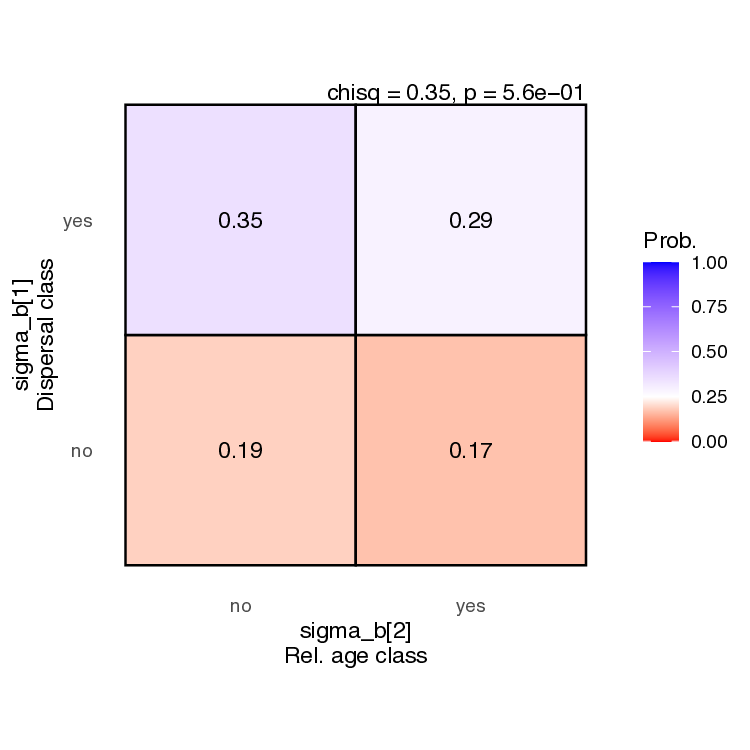 chisq = 0.35, p = 5.6e−01
yes
0.35
0.29
no
0.19
0.17
sigma_b[1]
Dispersal class
no
yes
sigma_b[2]
Rel. age class
Prob.
1.00
0.75
0.50
0.25
0.00